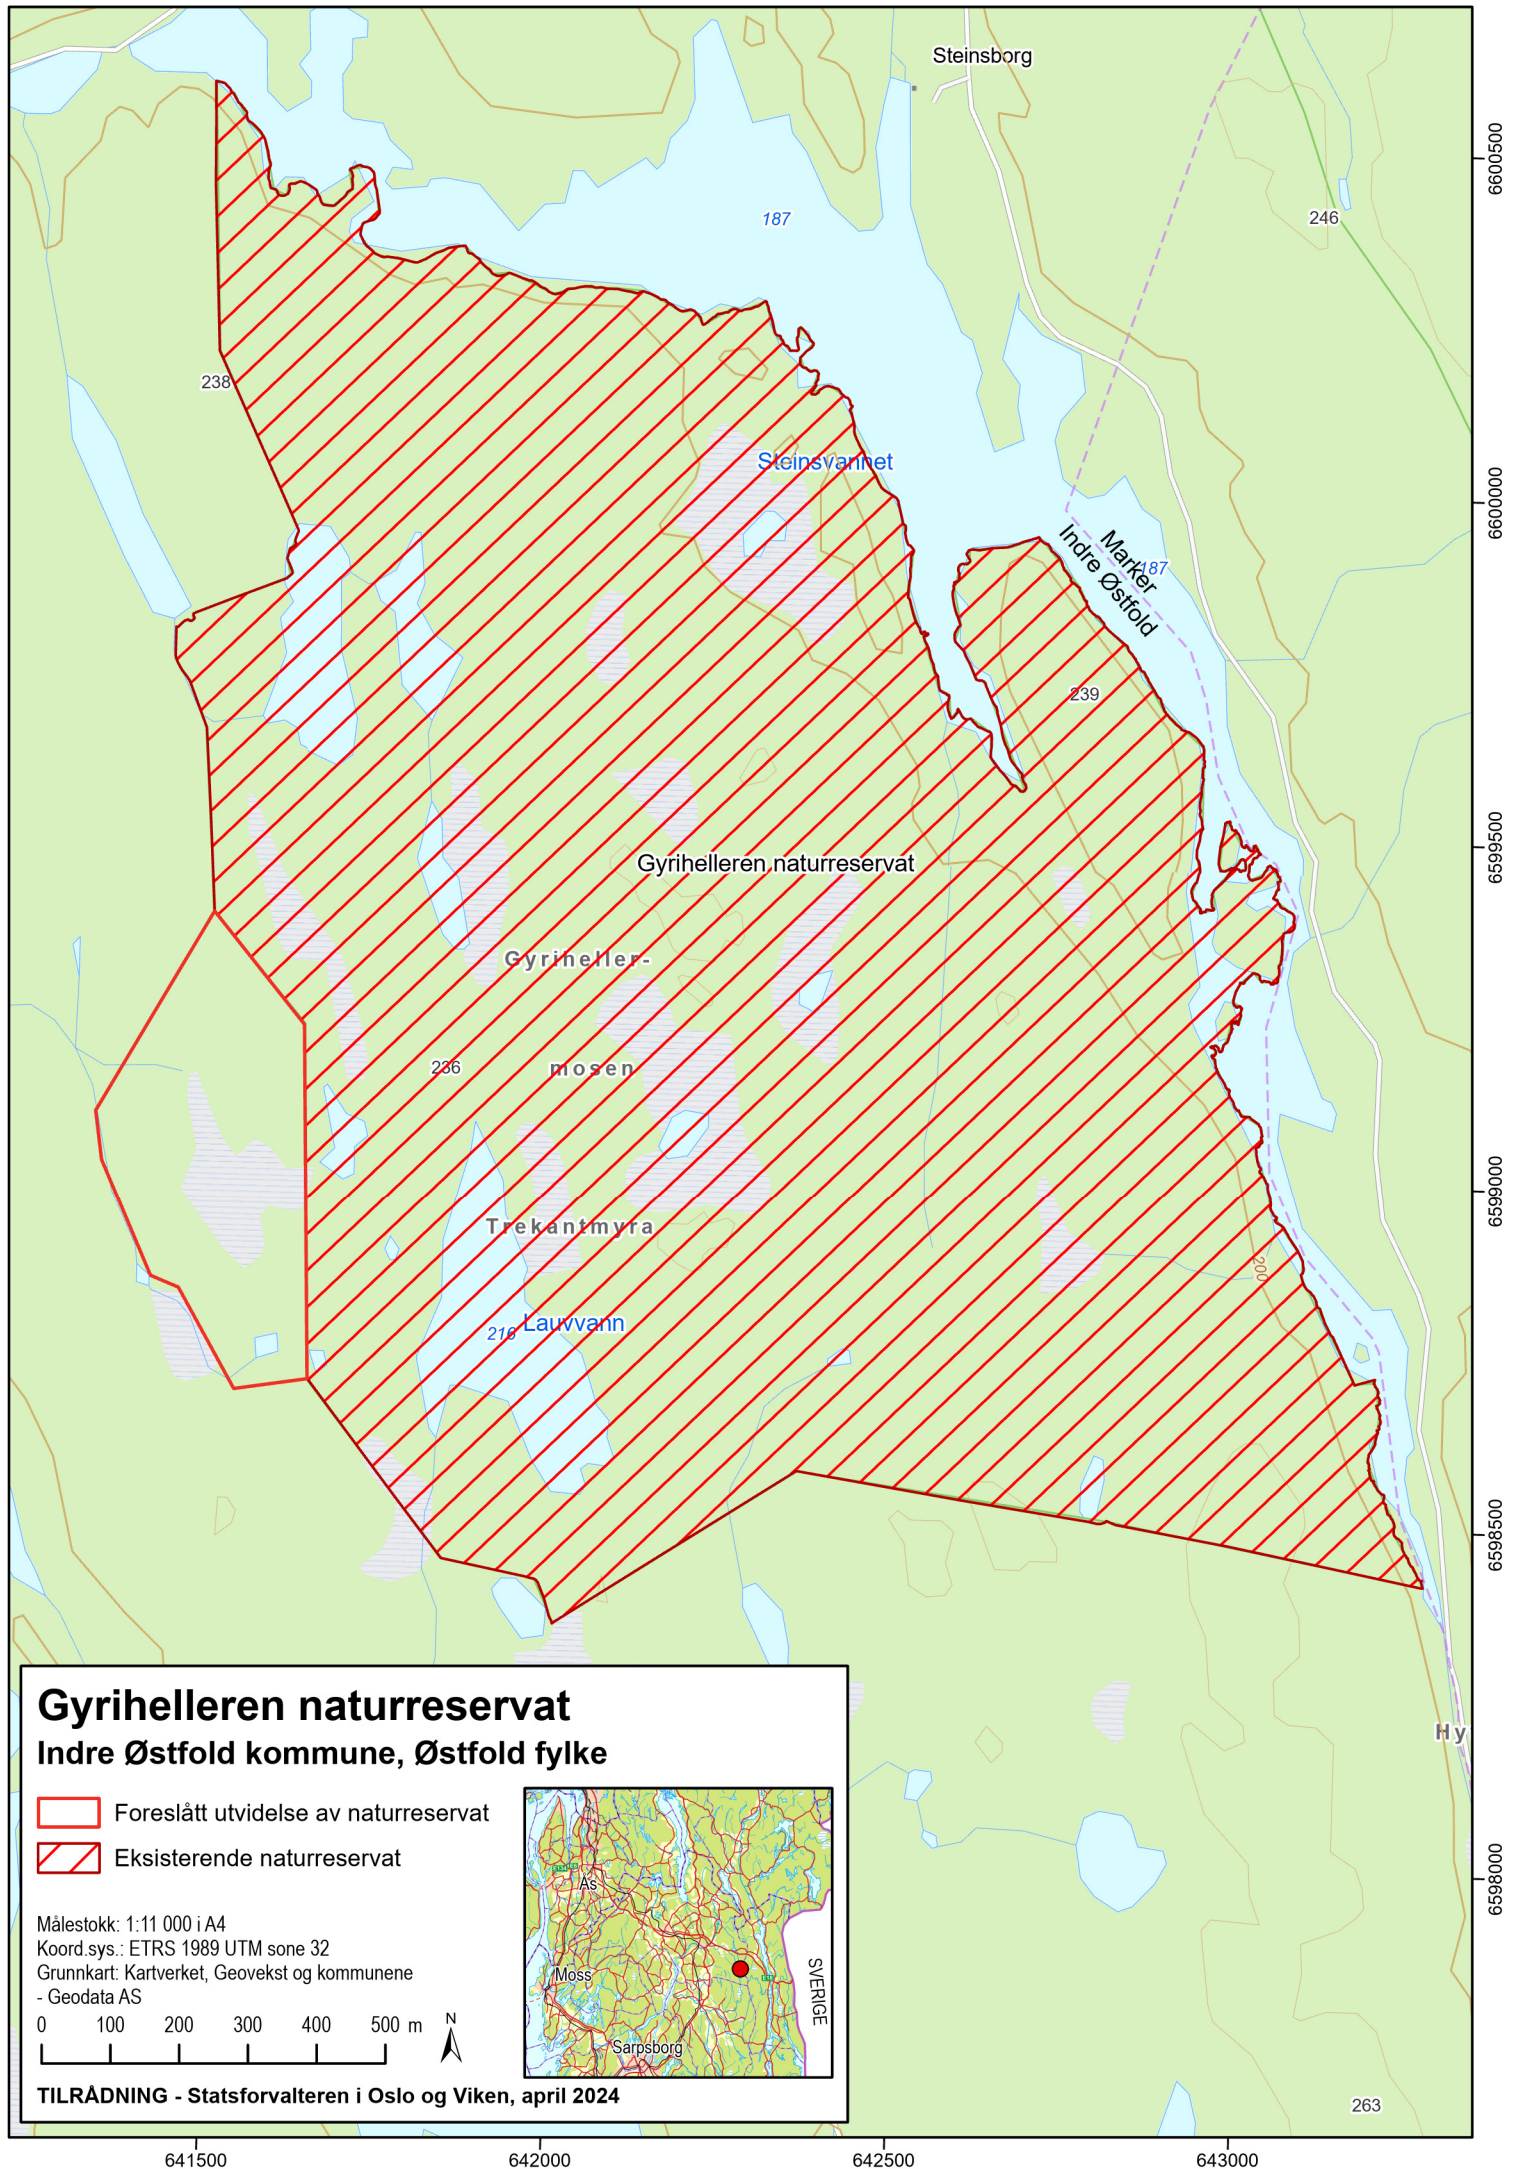 Steinsborg
6600500
187
246
238
Steinsvannet
6600000
Marker
Indre Østfold
187
239
Gyrihelleren naturreservat
6599500
Gyrineller-
236
mosen
6599000
Trekantmyra
200
216
Lauvvann
6598500
Hy
6598000
263
Gyrihelleren naturreservat
Indre Østfold kommune, Østfold fylke
Foreslått utvidelse av naturreservat
Eksisterende naturreservat
Målestokk: 1:11 000 i A4
Koord.sys.: ETRS 1989 UTM sone 32
Grunnkart: Kartverket, Geovekst og kommunene
- Geodata AS
0 100 200 300 400 500 m
N
Ås
Moss
Sarpsborg
SVERIGE
TILRÅDNING - Statsforvalteren i Oslo og Viken, april 2024
641500 642000 642500 643000